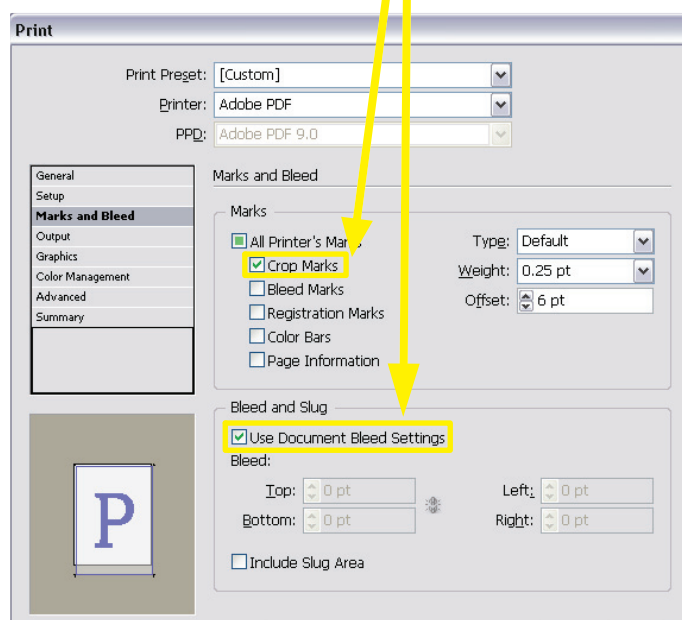 Print
Print Preset: [Custom]
Printer: Adobe PDF
PPD: Adobe PDF 9.0
General
Setup
Marks and Bleed
Output
Graphics
Color Management
Advanced
Summary
Marks and Bleed
Marks
All Printer's Marks
Crop Marks
Bleed Marks
Registration Marks
Color Bars
Page Information
Type: Default
Weight: 0.25 pt
Offset: 6 pt
Bleed and Slug
Use Document Bleed Settings
Bleed:
Top: 0 pt
Bottom: 0 pt
Left: 0 pt
Right: 0 pt
Include Slug Area
P